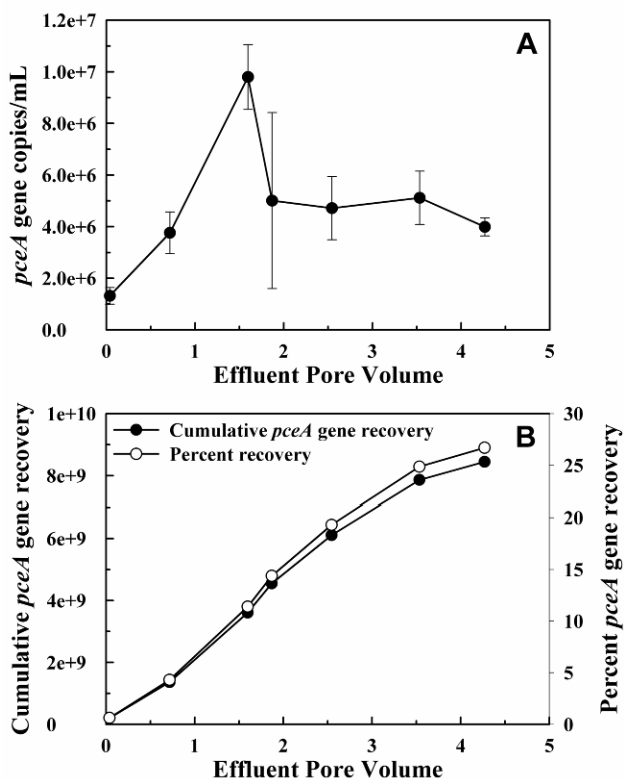 1.2e+7
A
1.0e+7
8.0e+6
6.0e+6
4.0e+6
2.0e+6
0.0
pceA gene copies/mL
0 1 2 3 4 5
Effluent Pore Volume
1e+10
30
Cumulative pceA gene recovery
B
Percent recovery
8e+9
6e+9
4e+9
2e+9
0
25
20
15
10
5
0
Cumulative pceA gene recovery
Percent pceA gene recovery
0 1 2 3 4 5
Effluent Pore Volume